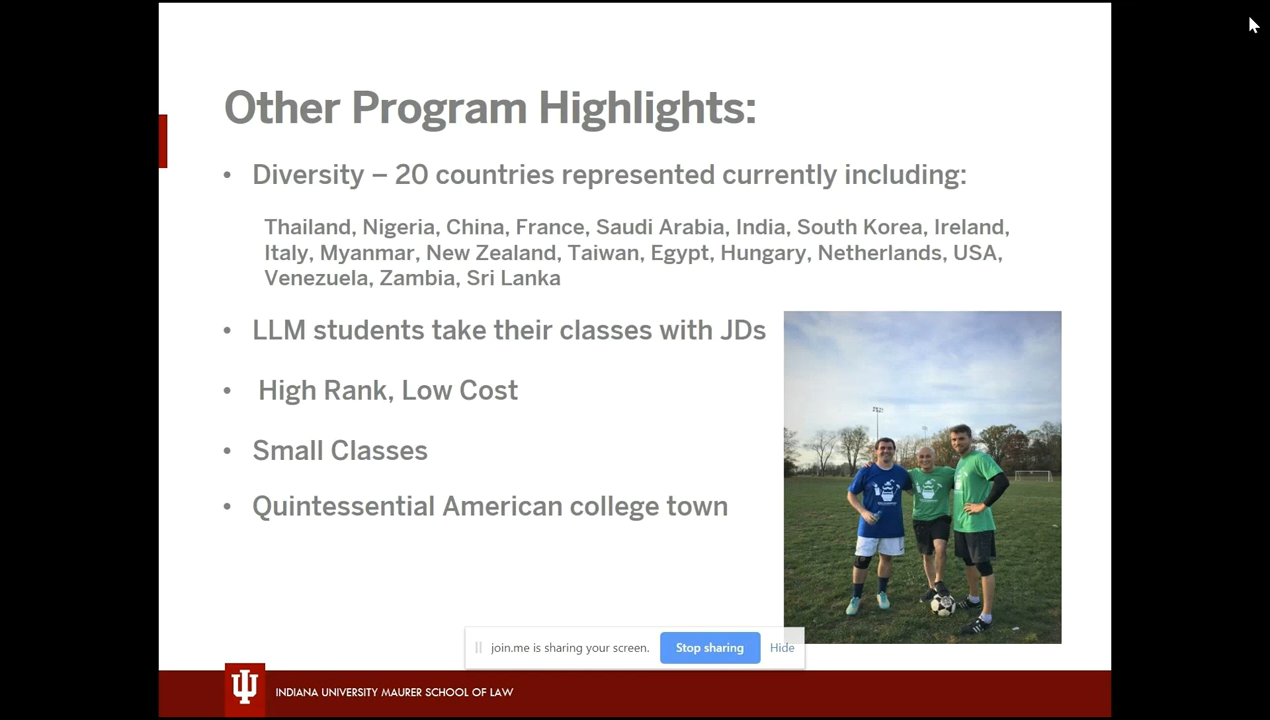 Other Program Highlights:
• Diversity – 20 countries represented currently including:
Thailand, Nigeria, China, France, Saudi Arabia, India, South Korea, Ireland,
Italy, Myanmar, New Zealand, Taiwan, Egypt, Hungary, Netherlands, USA,
Venezuela, Zambia, Sri Lanka
• LLM students take their classes with JDs
• High Rank, Low Cost
• Small Classes
• Quintessential American college town
join.me is sharing your screen. Stop sharing Hide
INDIANA UNIVERSITY MAURER SCHOOL OF LAW